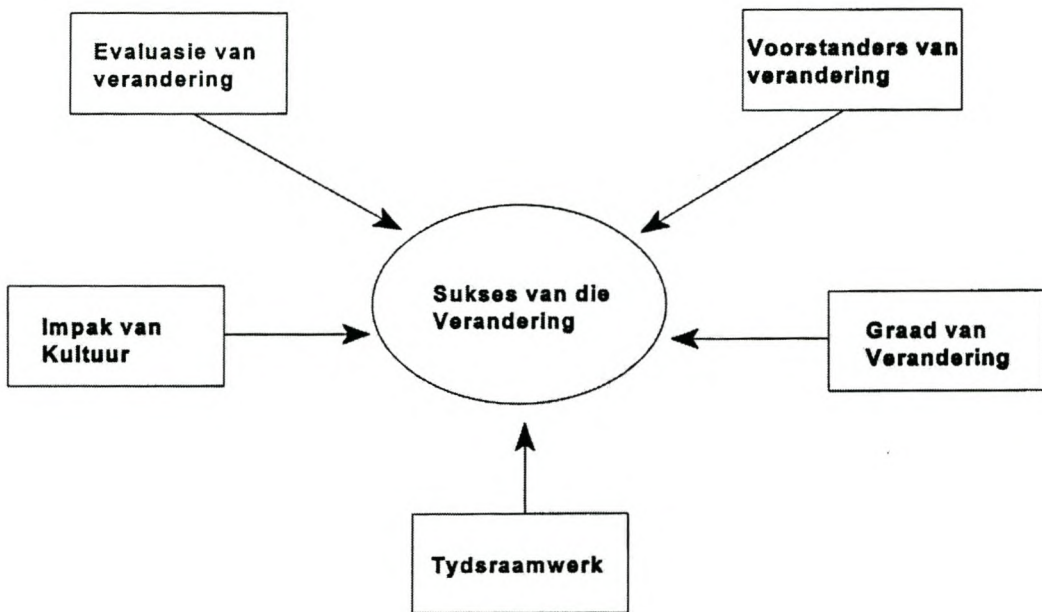 Evaluasie van
verandering
Voorstanders van
verandering
Sukses van die
Verandering
Impak van
Kultuur
Graad van
Verandering
Tydsraamwerk